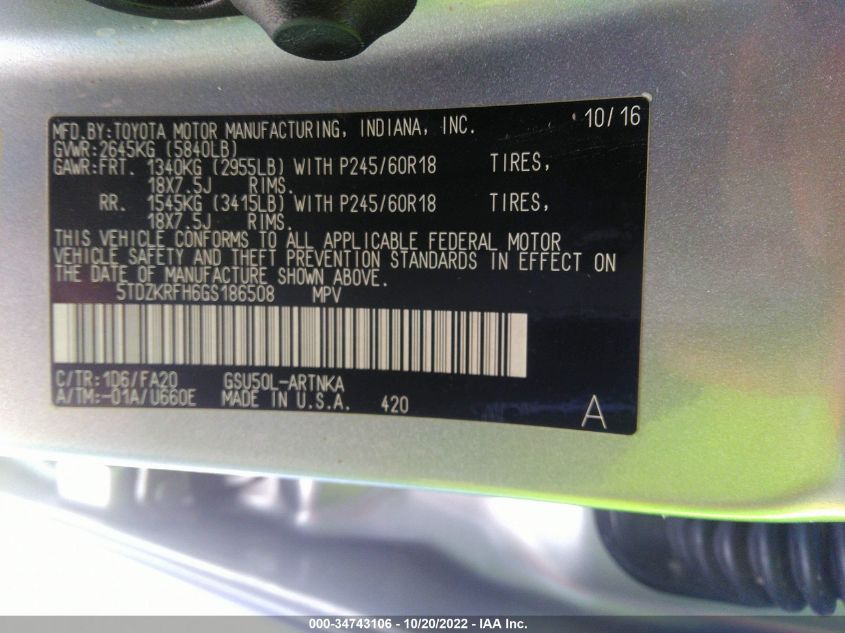 MFD.BY:TOYOTA MOTOR MANUFACTURING, INDIANA, INC. 10/16
GVWR:2645KG (5840LB)
GAWR:FRT. 1340KG (2955LB) WITH P245/60R18 TIRES,
18X7.5J RIMS.
RR. 1545KG (3415LB) WITH P245/60R18 TIRES,
18X7.5J RIMS.
THIS VEHICLE CONFORMS TO ALL APPLICABLE FEDERAL MOTOR
VEHICLE SAFETY AND THEFT PREVENTION STANDARDS IN EFFECT ON
THE DATE OF MANUFACTURE SHOWN ABOVE.
5TDZKRFH6GS186508 MPV
C/TR:1D6/FA20 GSU50L-ARTNKA
A/TM:-01A/U660E MADE IN U.S.A. 420 A
000-34743106 - 10/20/2022 - IAA Inc.